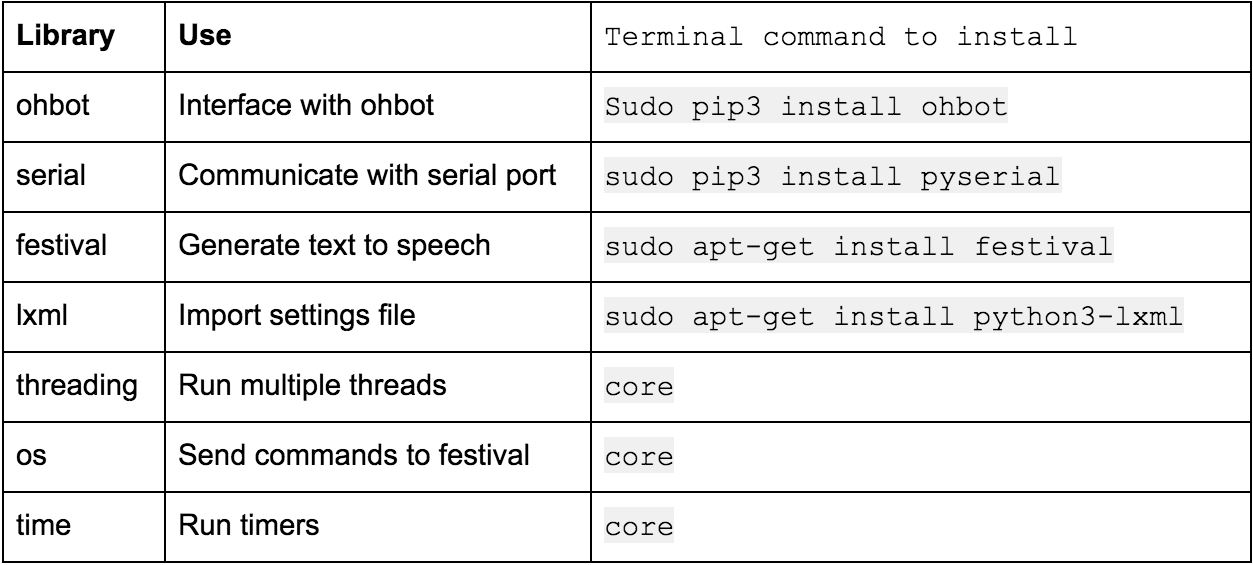 Library Use Terminal command to install
ohbot Interface with ohbot Sudo pip3 install ohbot
serial Communicate with serial port sudo pip3 install pyserial
festival Generate text to speech sudo apt-get install festival
lxml Import settings file sudo apt-get install python3-lxml
threading Run multiple threads core
os Send commands to festival core
time Run timers core